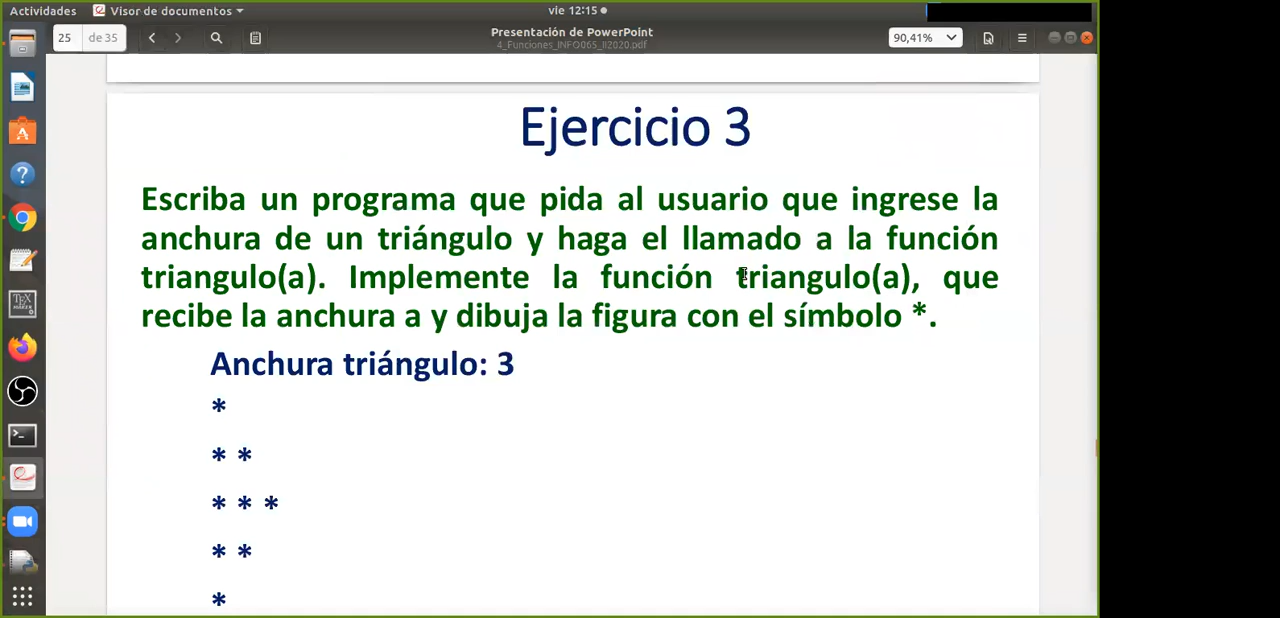 Actividades Visor de documentos vie 12:15
25 de 35 Presentación de PowerPoint 90,41%
4_Funciones_INFO065_II2020.pdf
Ejercicio 3
Escriba un programa que pida al usuario que ingrese la
anchura de un triángulo y haga el llamado a la función
triangulo(a). Implemente la función triangulo(a), que
recibe la anchura a y dibuja la figura con el símbolo *.
Anchura triángulo: 3
*
* *
* * *
* *
*